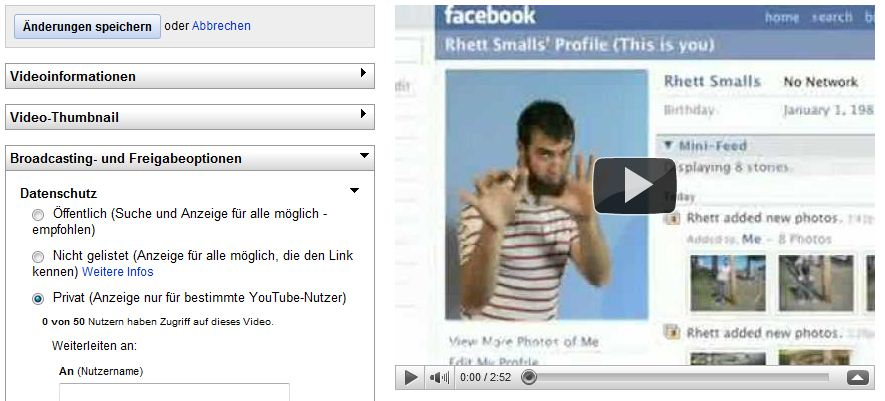 Änderungen speichern oder Abbrechen
Videoinformationen
Video-Thumbnail
Broadcasting- und Freigabeoptionen
Datenschutz
Öffentlich (Suche und Anzeige für alle möglich -
empfohlen)
Nicht gelistet (Anzeige für alle möglich, die den Link
kennen) Weitere Infos
Privat (Anzeige nur für bestimmte YouTube-Nutzer)
0 von 50 Nutzern haben Zugriff auf dieses Video.
Weiterleiten an:
An (Nutzername)
facebook
home search
Rhett Smalls' Profile (This is you)
Rhett Smalls No Network
Birthday January 1, 198
Mini-Feed
Displaying 8 stories.
Today
Rhett added new photos.
Added to: Me – 8 Photos
Rhett added new photos.
View More Photos of Me
Edit My Profile
0:00 / 2:52